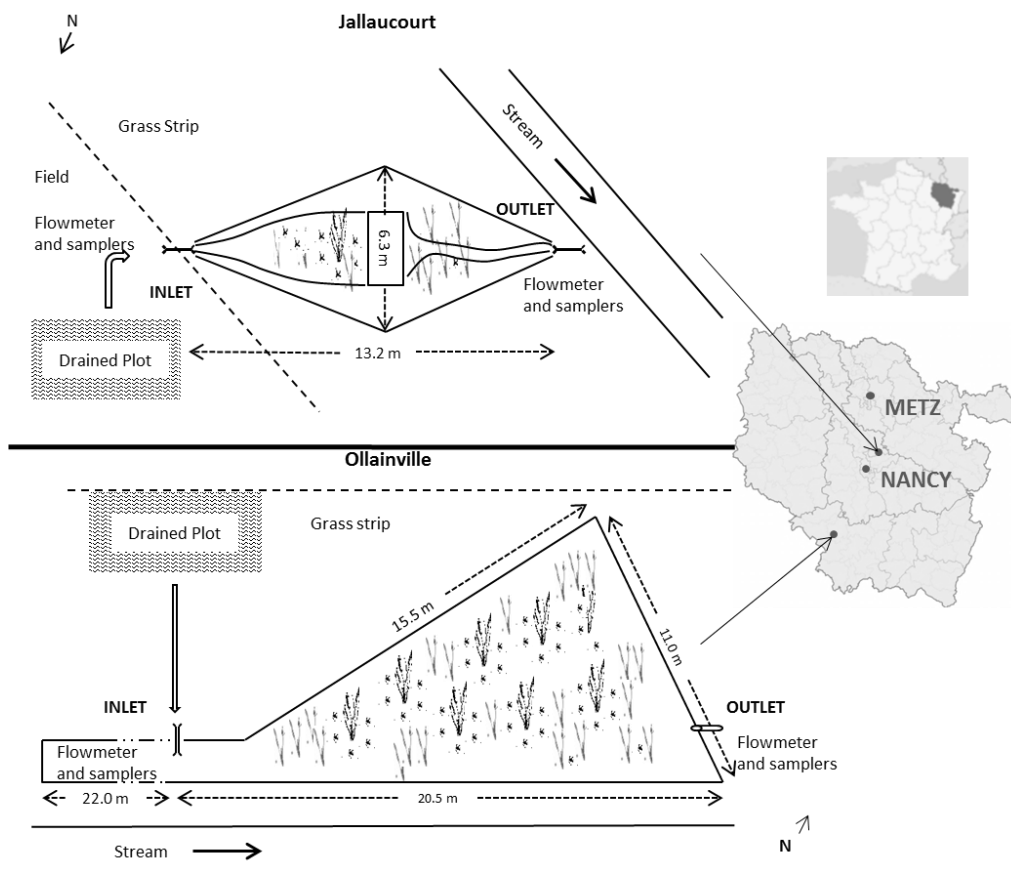 Jallaucourt
N
Grass Strip
Stream
Field
Flowmeter
and samplers
OUTLET
6.3 m
INLET
Flowmeter
and samplers
Drained Plot
13.2 m
METZ
NANCY
Ollainville
Drained Plot
Grass strip
15.5 m
11.0 m
INLET
OUTLET
Flowmeter
and samplers
Flowmeter
and samplers
22.0 m
20.5 m
Stream
N